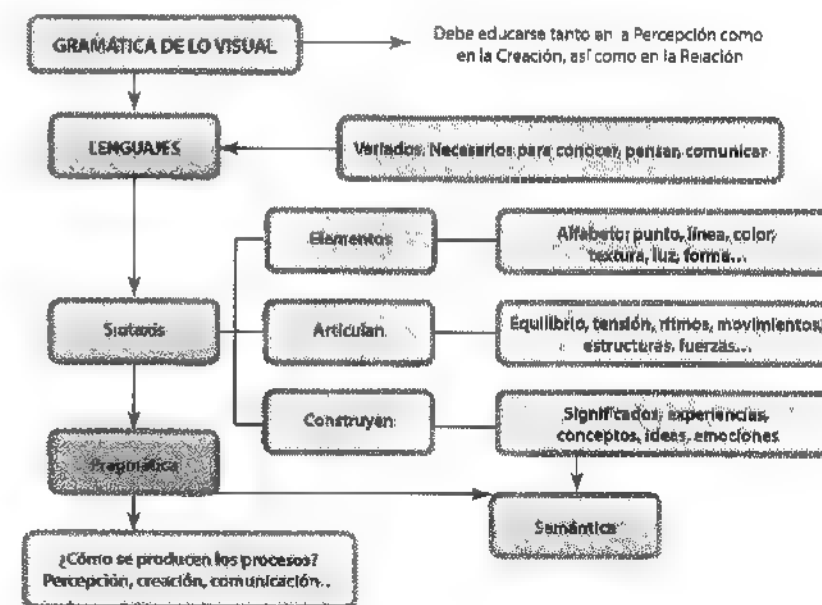 GRAMÁTICA DE LO VISUAL
Debe educarse tanto en la Percepción como
en la Creación, así como en la Relación
LENGUAJES
Variados. Necesarios para conocer, pensar, comunicar
Elementos
Alfabeto: punto, línea, color,
textura, luz, forma...
Sintaxis
Articulan
Equilibrio, tensión, ritmos, movimientos,
estructuras, fuerzas...
Construyen
Significados, experiencias,
conceptos, ideas, emociones
Pragmática
Semántica
¿Cómo se producen los procesos?
Percepción, creación, comunicación...